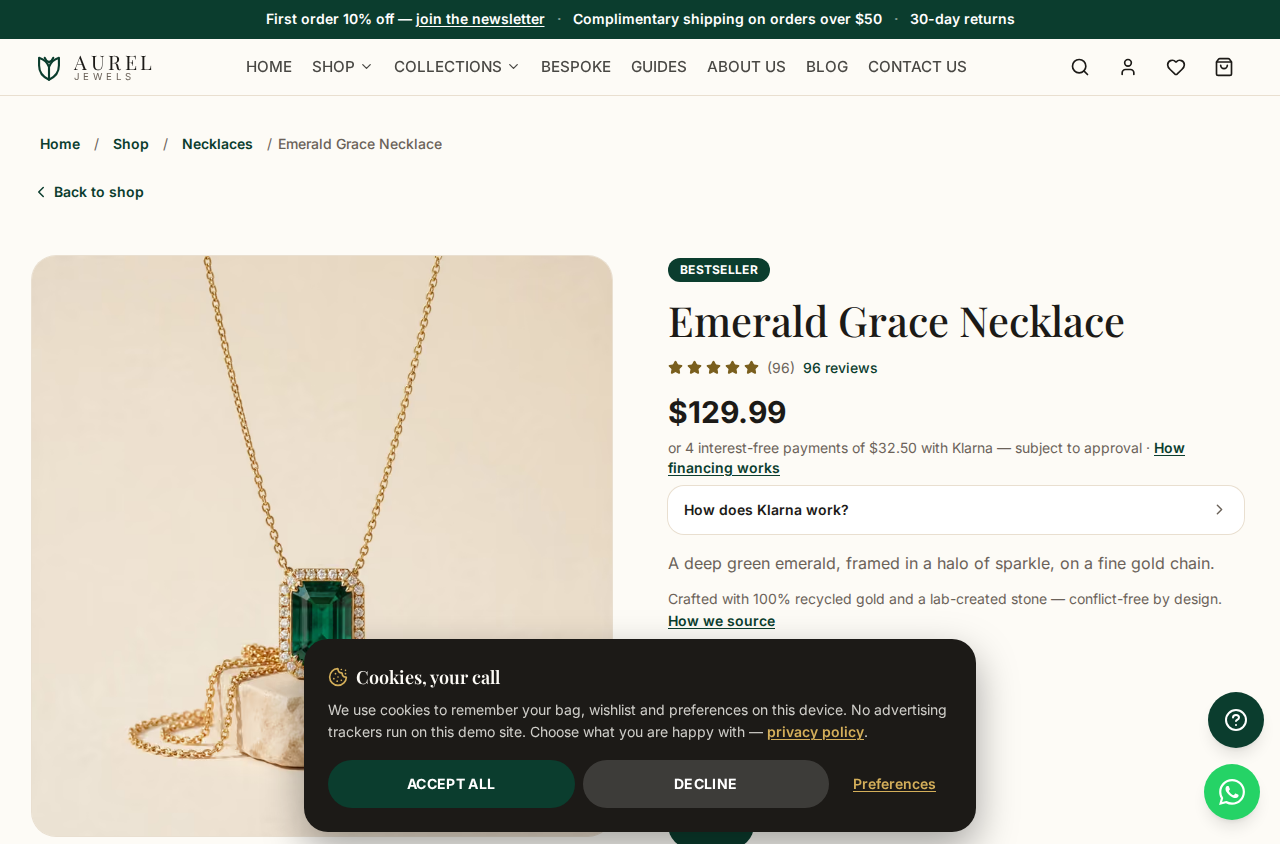 First order 10% off — join the newsletter · Complimentary shipping on orders over $50 · 30-day returns
AUREL
JEWELS
HOME SHOP COLLECTIONS BESPOKE GUIDES ABOUT US BLOG CONTACT US
Home / Shop / Necklaces / Emerald Grace Necklace
Back to shop
BESTSELLER
Emerald Grace Necklace
(96) 96 reviews
$129.99
or 4 interest-free payments of $32.50 with Klarna — subject to approval · How
financing works
How does Klarna work?
A deep green emerald, framed in a halo of sparkle, on a fine gold chain.
Crafted with 100% recycled gold and a lab-created stone — conflict-free by design.
How we source
Cookies, your call
We use cookies to remember your bag, wishlist and preferences on this device. No advertising
trackers run on this demo site. Choose what you are happy with — privacy policy.
ACCEPT ALL DECLINE Preferences